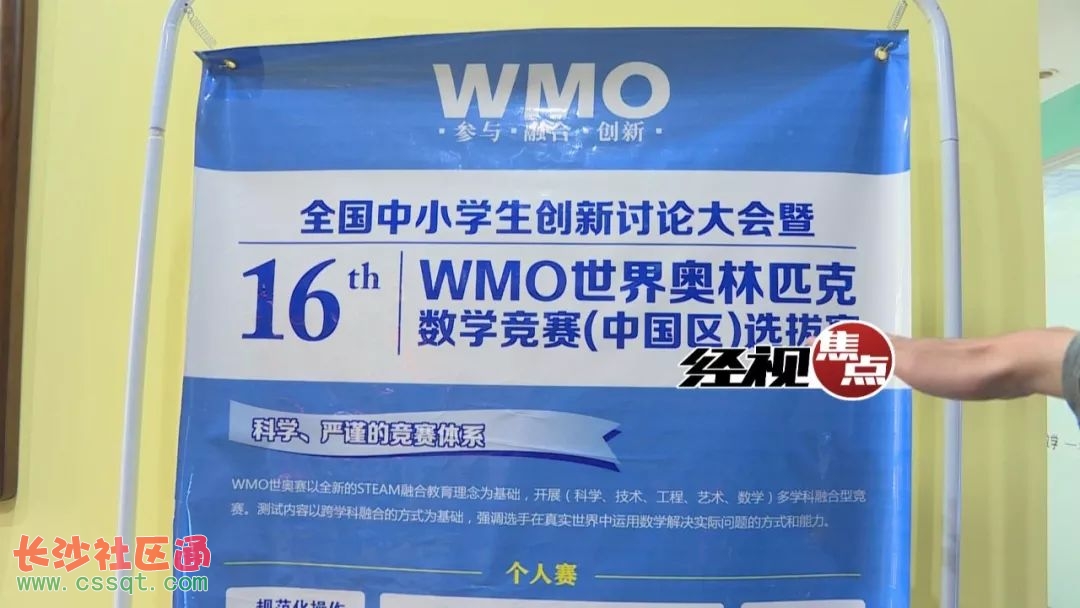 WMO
·参与·融合·创新·
全国中小学生创新讨论大会暨
16th
WMO世界奥林匹克
数学竞赛(中国区)选拔赛
经视焦点
科学、严谨的竞赛体系
WMO世奥赛以全新的STEAM融合教育理念为基础，开展（科学、技术、工程、艺术、数学）多学科融合型竞
赛。测试内容以跨学科融合的方式为基础，强调选手在真实世界中运用数学解决实际问题的方式和能力。
个人赛
规范化操作
长沙社区通
www.cssqt.com